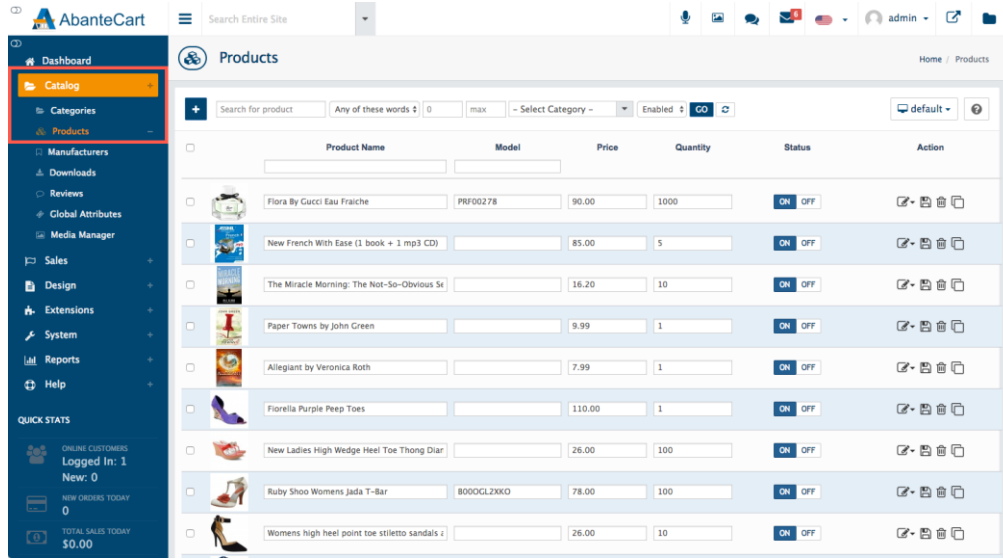 AbanteCart
Search Entire Site
6
admin
Dashboard
Products
Home / Products
Catalog
Categories
Products
Manufacturers
Downloads
Reviews
Global Attributes
Media Manager
Sales
Design
Extensions
System
Reports
Help
QUICK STATS
ONLINE CUSTOMERS
Logged In: 1
New: 0
NEW ORDERS TODAY
0
TOTAL SALES TODAY
$0.00
+ Search for product Any of these words 0 max - Select Category - Enabled GO default ?
Product Name Model Price Quantity Status Action
Flora By Gucci Eau Fraiche PRF00278 90.00 1000 ON OFF
New French With Ease (1 book + 1 mp3 CD) 85.00 5 ON OFF
The Miracle Morning: The Not-So-Obvious Se 16.20 10 ON OFF
Paper Towns by John Green 9.99 1 ON OFF
Allegiant by Veronica Roth 7.99 1 ON OFF
Fiorella Purple Peep Toes 110.00 1 ON OFF
New Ladies High Wedge Heel Toe Thong Diar 26.00 100 ON OFF
Ruby Shoo Womens Jada T-Bar B00OGL2XKO 78.00 100 ON OFF
Womens high heel point toe stiletto sandals a 26.00 10 ON OFF